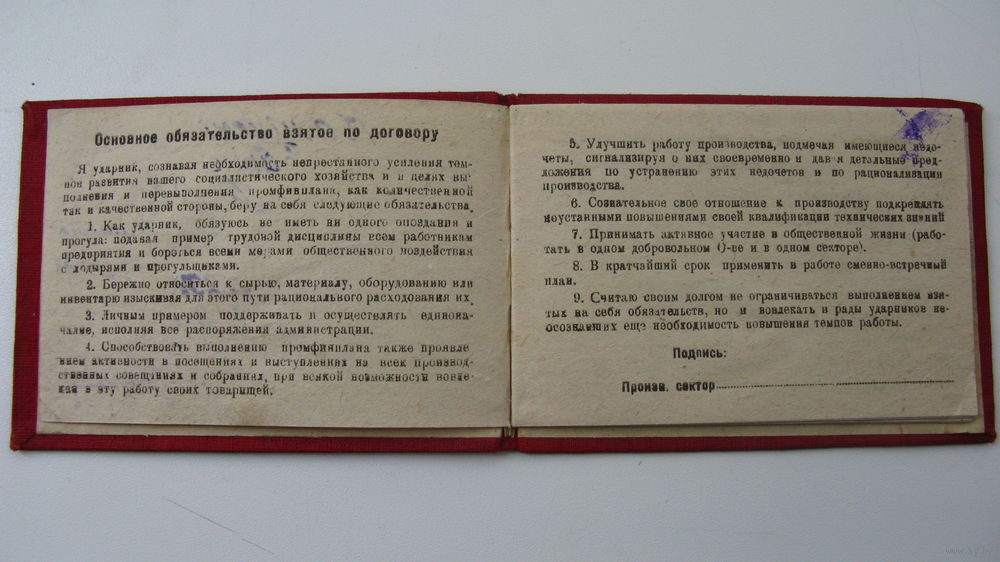 Основное обязательство взятое по договору
Я ударник, сознавая необходимость непрестанного усиления тем-
пов развития нашего социалистического хозяйства и в целях вы-
полнения и перевыполнения промфинплана, как количественной
так и качественной стороны, беру на себя следующие обязательства.
1. Как ударник, обязуюсь не иметь ни одного опоздания и
прогула: подавая пример трудовой дисциплины всем работникам
предприятия и бороться всеми мерами общественного воздействия
с лодырями и прогульщиками.
2. Бережно относиться к сырью, материалу, оборудованию или
инвентарю изыскивая для этого пути рационального расходования их.
3. Личным примером поддерживать и осуществлять единона-
чалие, исполняя все распоряжения администрации.
4. Способствовать выполнению промфинплана также проявле-
нием активности в посещениях и выступлениях на всех производ-
ственных совещаниях и собраниях, при всякой возможности вовле-
кая в эту работу своих товарищей.
5. Улучшить работу производства, подмечая имеющиеся недо-
четы, сигнализируя о них своевременно и давая детальные пред-
ложения по устранению этих недочетов и по рационализации
производства.
6. Сознательное свое отношение к производству подкреплять
неустанными повышениями своей квалификации технических знаний
7. Принимать активное участие в общественной жизни (рабо-
тать в одном добровольном О-ве и в одном секторе).
8. В кратчайший срок применить в работе сменно-встречный
план.
9. Считаю своим долгом не ограничиваться выполнением взя-
тых на себя обязательств, но и вовлекать в ряды ударников не-
осознающих еще необходимость повышения темпов работы.
Подпись:
Произв. сектор
www.ay.by